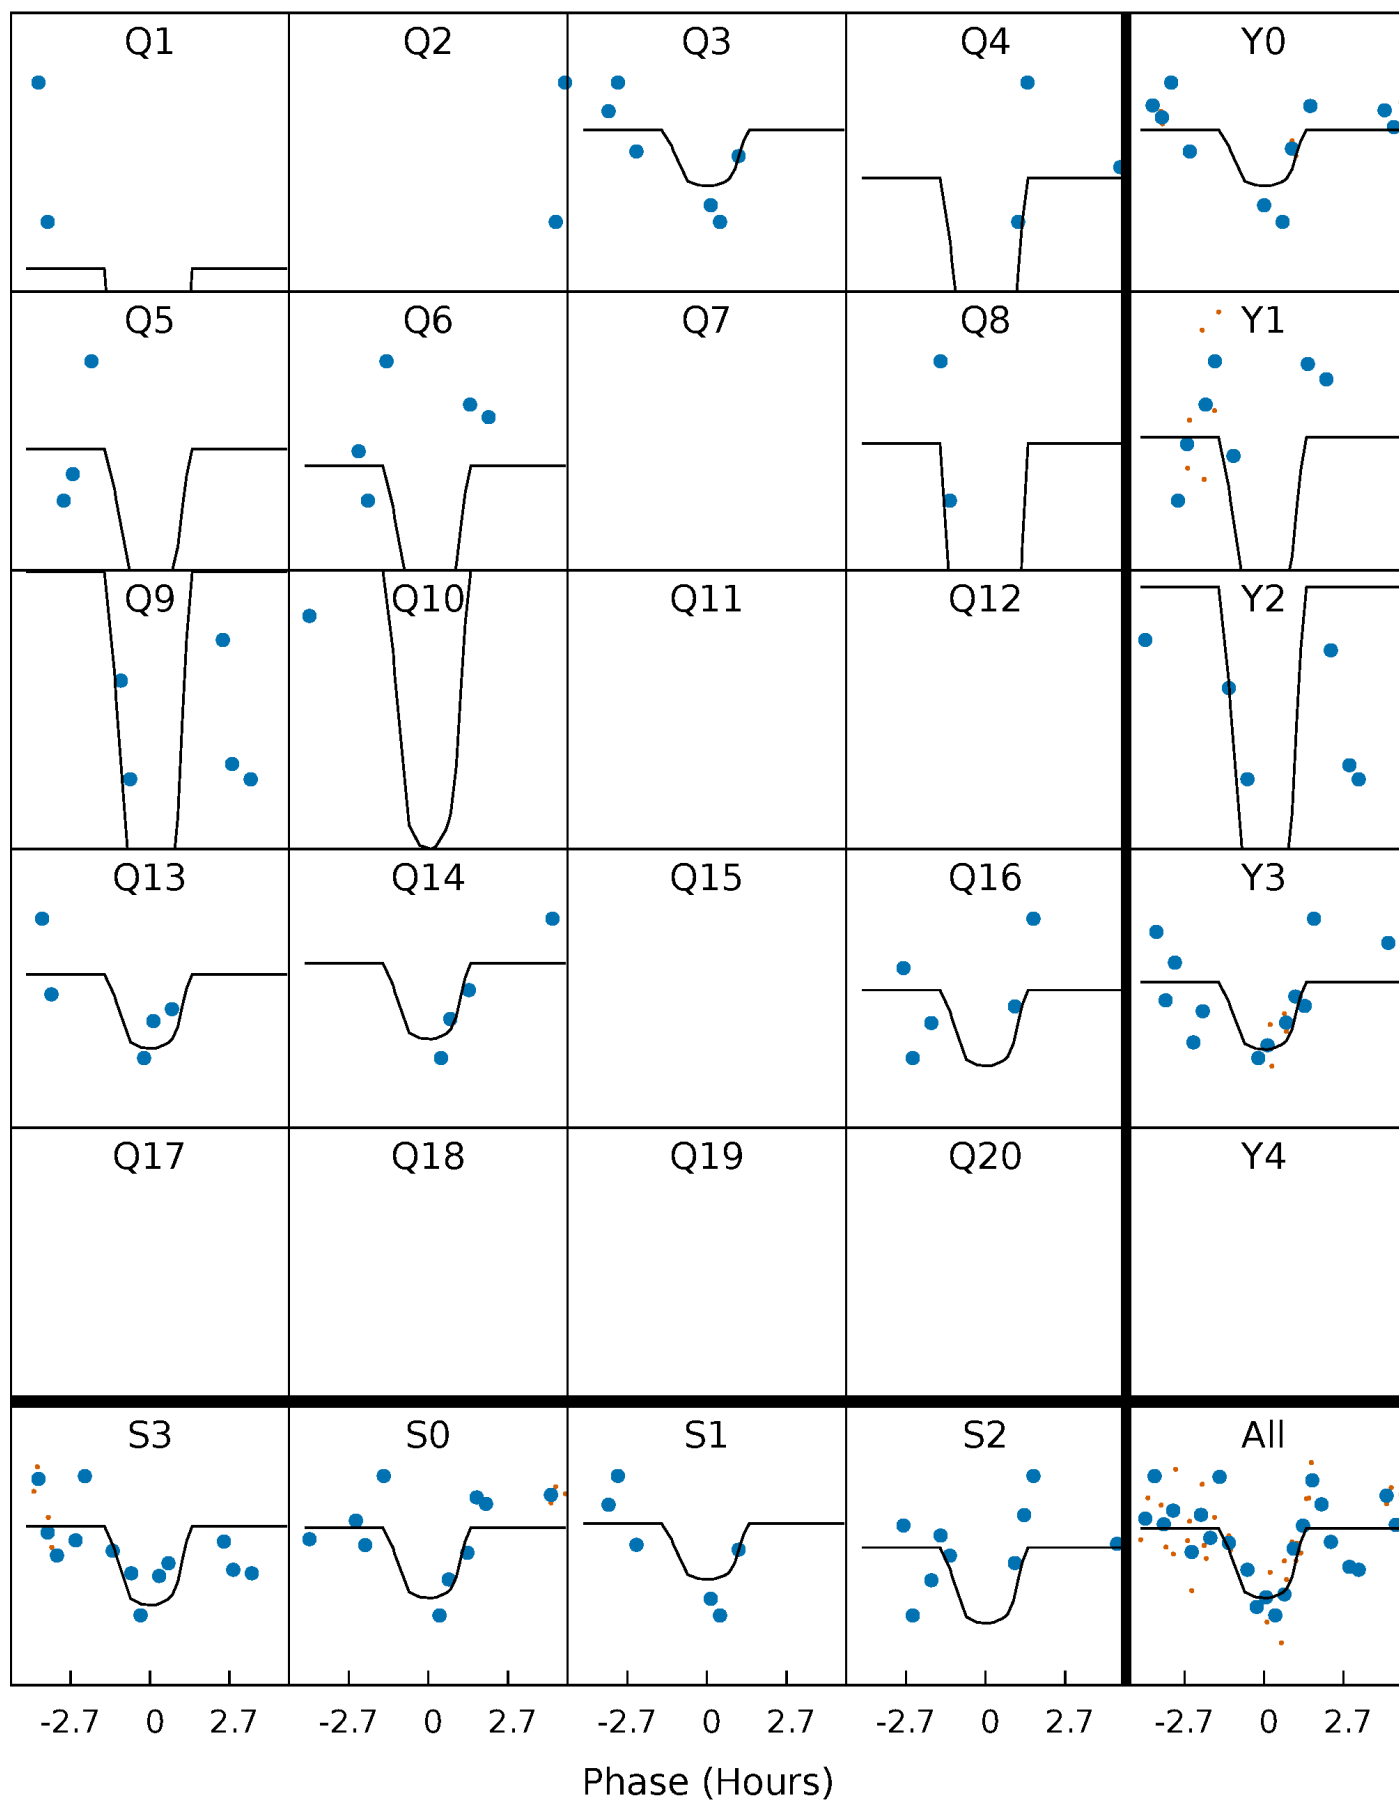 Q1 Q2 Q3 Q4 Y0
Q5 Q6 Q7 Q8 Y1
Q9 Q10 Q11 Q12 Y2
Q13 Q14 Q15 Q16 Y3
Q17 Q18 Q19 Q20 Y4
S3 S0 S1 S2 All
-2.7 0 2.7 -2.7 0 2.7 -2.7 0 2.7 -2.7 0 2.7 -2.7 0 2.7
Phase (Hours)